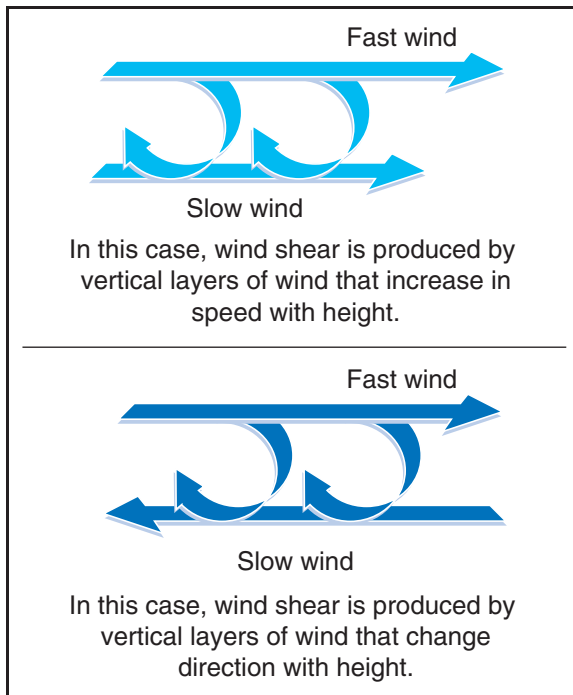 Fast wind
Slow wind
In this case, wind shear is produced by
vertical layers of wind that increase in
speed with height.
Fast wind
Slow wind
In this case, wind shear is produced by
vertical layers of wind that change
direction with height.